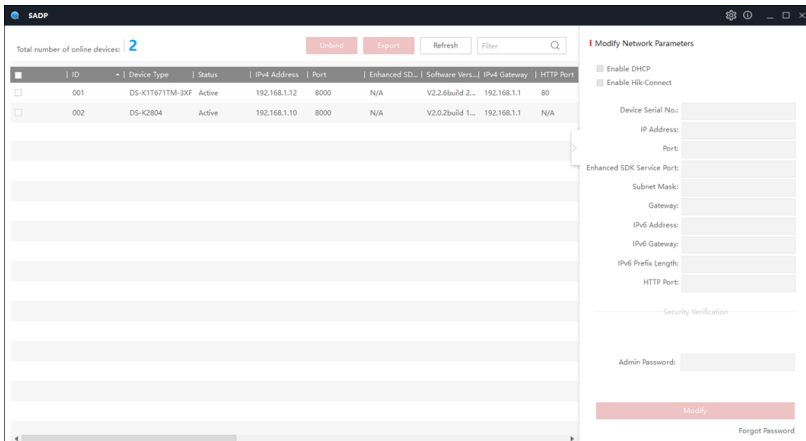 SADP
Total number of online devices: 2
Unbind
Export
Refresh
Filter
ID | Device Type | Status | IPv4 Address | Port | Enhanced SD... | Software Vers... | IPv4 Gateway | HTTP Port
001 DS-K1T671TM-3XF Active 192.168.1.12 8000 N/A V2.2.6build 2... 192.168.1.1 80
002 DS-K2804 Active 192.168.1.10 8000 N/A V2.0.2build 1... 192.168.1.1 N/A
Modify Network Parameters
Enable DHCP
Enable Hik-Connect
Device Serial No.:
IP Address:
Port:
Enhanced SDK Service Port:
Subnet Mask:
Gateway:
IPv6 Address:
IPv6 Gateway:
IPv6 Prefix Length:
HTTP Port:
Security Verification
Admin Password:
Modify
Forgot Password